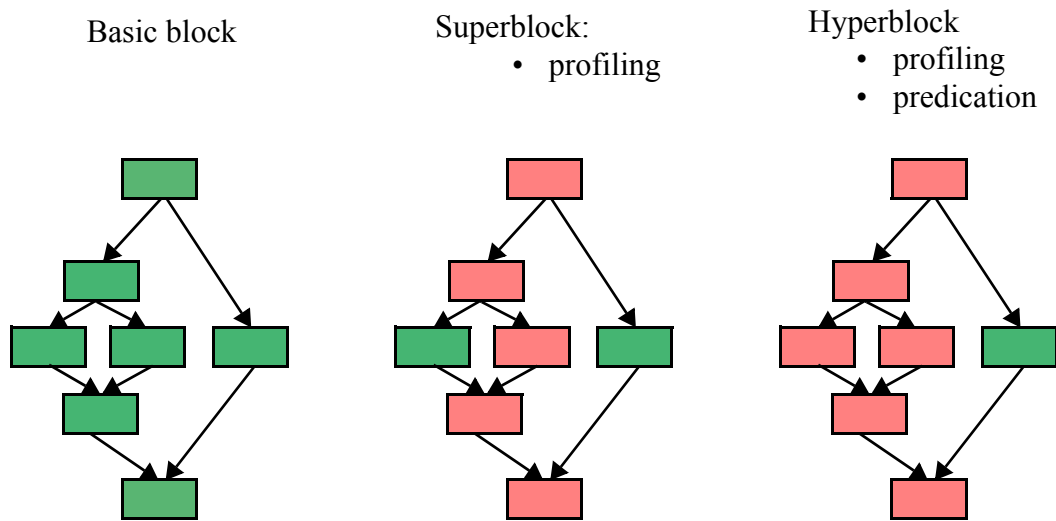 Basic block
Superblock:
• profiling
Hyperblock
• profiling
• predication